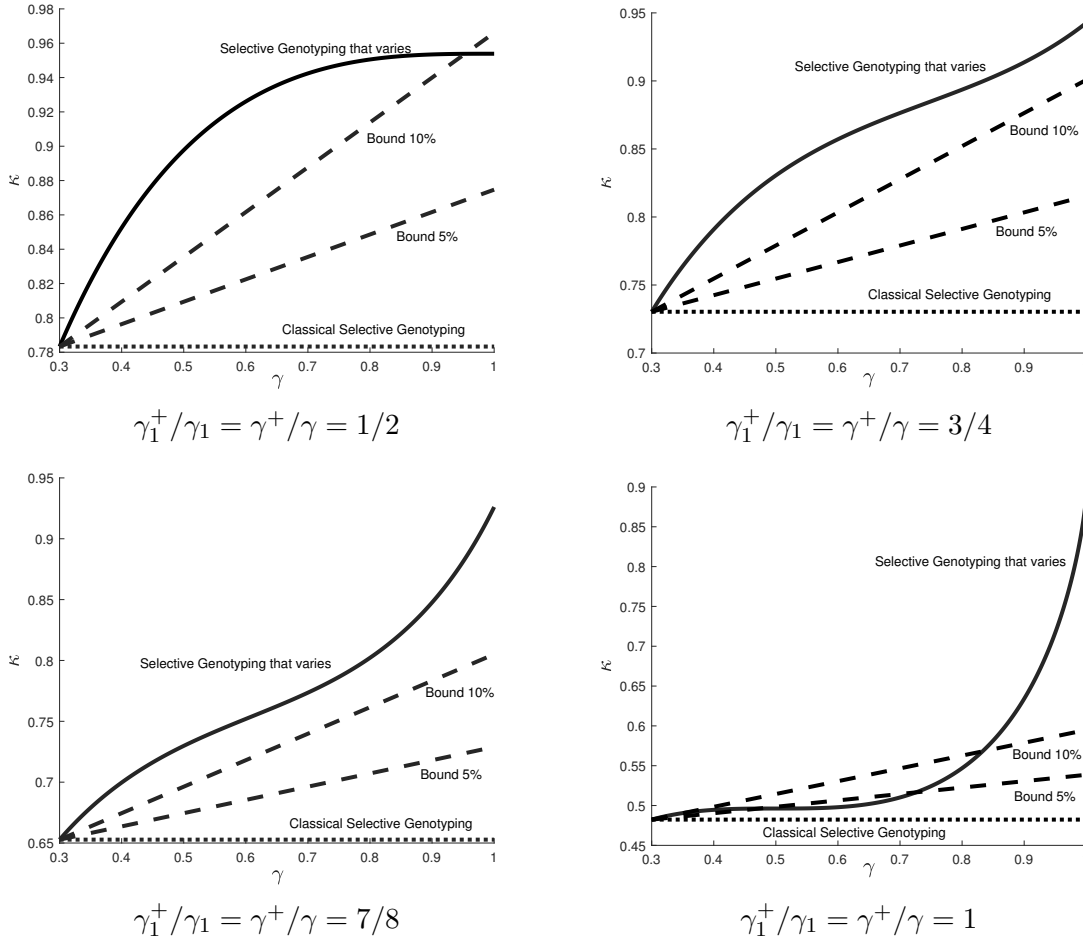 0.98
0.96
0.94
0.92
0.9
0.88
0.86
0.84
0.82
0.8
0.78
κ
Selective Genotyping that varies
Bound 10%
Bound 5%
Classical Selective Genotyping
0.3 0.4 0.5 0.6 0.7 0.8 0.9 1
γ
γ₁⁺/γ₁ = γ⁺/γ = 1/2
0.95
0.9
0.85
0.8
0.75
0.7
κ
Selective Genotyping that varies
Bound 10%
Bound 5%
Classical Selective Genotyping
0.3 0.4 0.5 0.6 0.7 0.8 0.9
γ
γ₁⁺/γ₁ = γ⁺/γ = 3/4
0.95
0.9
0.85
0.8
0.75
0.7
0.65
κ
Selective Genotyping that varies
Bound 10%
Bound 5%
Classical Selective Genotyping
0.3 0.4 0.5 0.6 0.7 0.8 0.9 1
γ
γ₁⁺/γ₁ = γ⁺/γ = 7/8
0.9
0.85
0.8
0.75
0.7
0.65
0.6
0.55
0.5
0.45
κ
Selective Genotyping that varies
Bound 10%
Bound 5%
Classical Selective Genotyping
0.3 0.4 0.5 0.6 0.7 0.8 0.9
γ
γ₁⁺/γ₁ = γ⁺/γ = 1